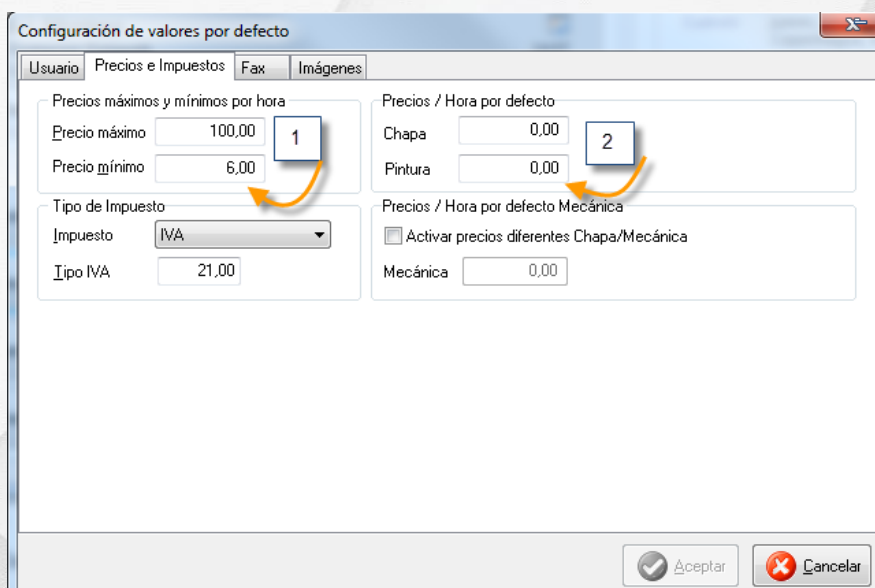 Configuración de valores por defecto
Usuario Precios e Impuestos Fax Imágenes
Precios máximos y mínimos por hora
Precio máximo 100,00
1
Precio mínimo 6,00
Precios / Hora por defecto
Chapa 0,00
2
Pintura 0,00
Tipo de Impuesto
Impuesto IVA
Tipo IVA 21,00
Precios / Hora por defecto Mecánica
Activar precios diferentes Chapa/Mecánica
Mecánica 0,00
Aceptar Cancelar